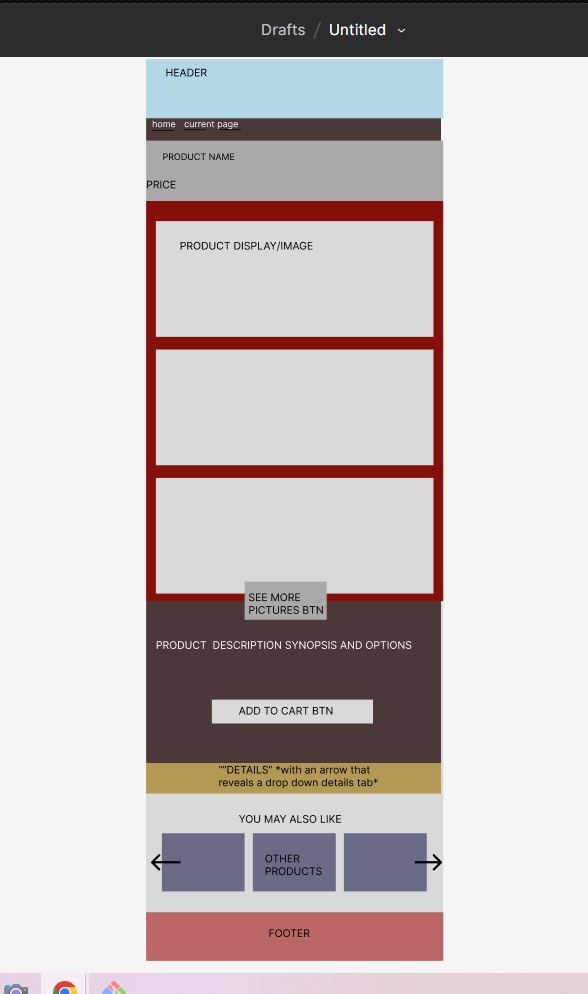 Drafts / Untitled
HEADER
home current page
PRODUCT NAME
PRICE
PRODUCT DISPLAY/IMAGE
SEE MORE
PICTURES BTN
PRODUCT DESCRIPTION SYNOPSIS AND OPTIONS
ADD TO CART BTN
""DETAILS" *with an arrow that
reveals a drop down details tab*
YOU MAY ALSO LIKE
OTHER
PRODUCTS
FOOTER